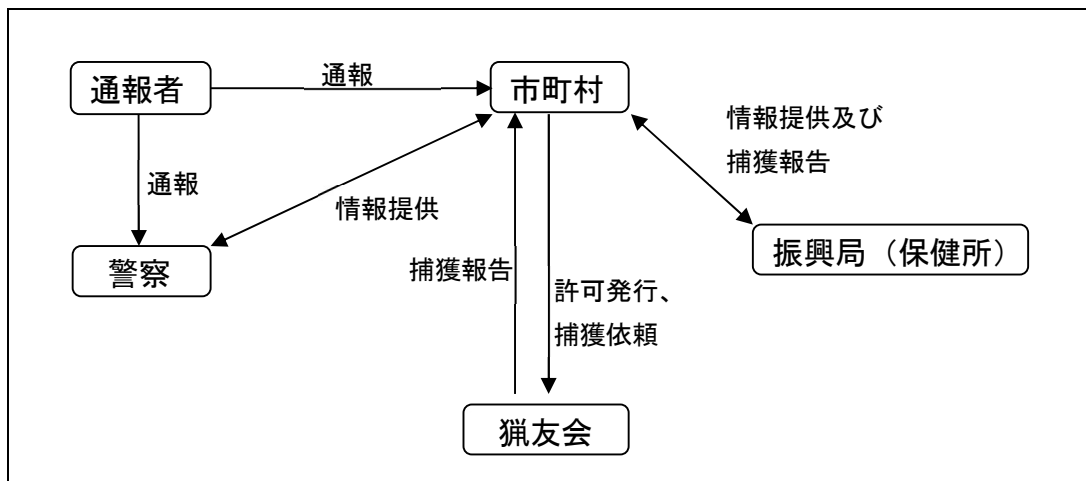 通報者
通報
市町村
情報提供及び
捕獲報告
通報
情報提供
警察
捕獲報告
振興局（保健所）
許可発行、
捕獲依頼
猟友会